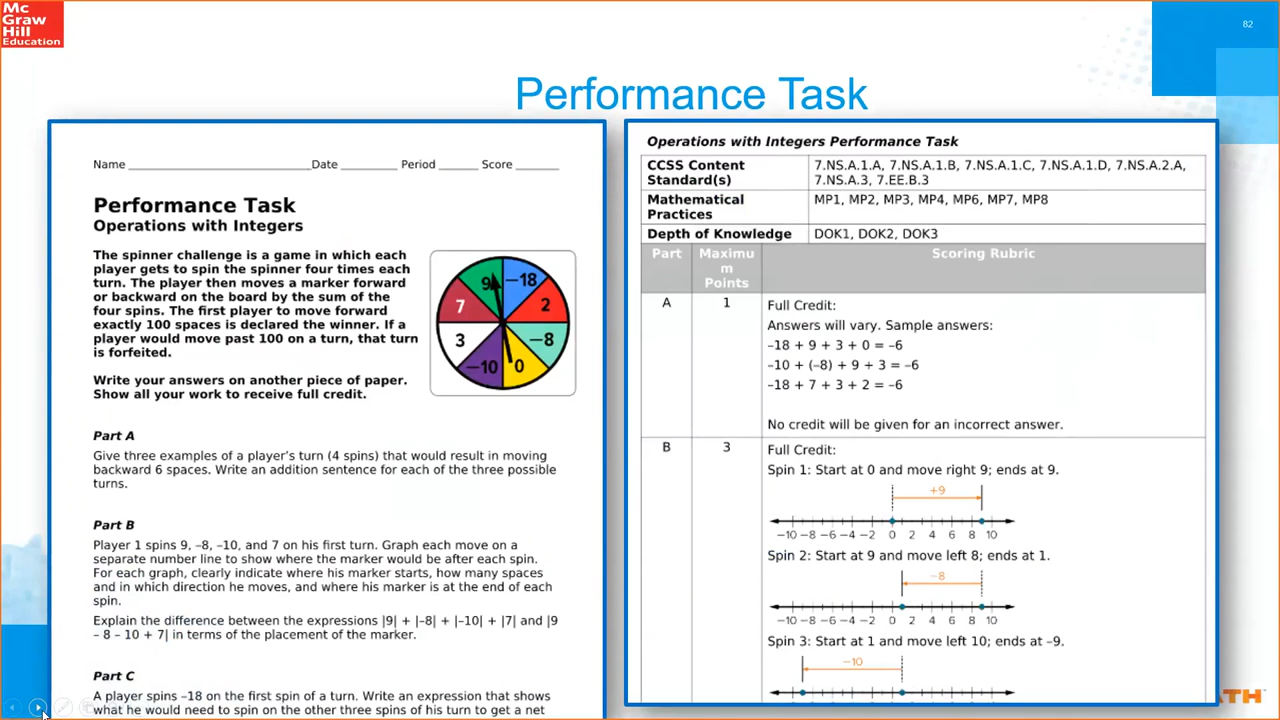 Mc
Graw
Hill
Education
82
Performance Task
Name Date Period Score
Performance Task
Operations with Integers
The spinner challenge is a game in which each
player gets to spin the spinner four times each
turn. The player then moves a marker forward
or backward on the board by the sum of the
four spins. The first player to move forward
exactly 100 spaces is declared the winner. If a
player would move past 100 on a turn, that turn
is forfeited.
Write your answers on another piece of paper.
Show all your work to receive full credit.
9
–18
7
2
3
–8
–10
0
Part A
Give three examples of a player's turn (4 spins) that would result in moving
backward 6 spaces. Write an addition sentence for each of the three possible
turns.
Part B
Player 1 spins 9, –8, –10, and 7 on his first turn. Graph each move on a
separate number line to show where the marker would be after each spin.
For each graph, clearly indicate where his marker starts, how many spaces
and in which direction he moves, and where his marker is at the end of each
spin.
Explain the difference between the expressions |9| + |–8| + |–10| + |7| and |9
– 8 – 10 + 7| in terms of the placement of the marker.
Part C
A player spins –18 on the first spin of a turn. Write an expression that shows
what he would need to spin on the other three spins of his turn to get a net
Operations with Integers Performance Task
CCSS Content
Standard(s)
7.NS.A.1.A, 7.NS.A.1.B, 7.NS.A.1.C, 7.NS.A.1.D, 7.NS.A.2.A,
7.NS.A.3, 7.EE.B.3
Mathematical
Practices
MP1, MP2, MP3, MP4, MP6, MP7, MP8
Depth of Knowledge
DOK1, DOK2, DOK3
Part
Maximu
m
Points
Scoring Rubric
A
1
Full Credit:
Answers will vary. Sample answers:
–18 + 9 + 3 + 0 = –6
–10 + (–8) + 9 + 3 = –6
–18 + 7 + 3 + 2 = –6
No credit will be given for an incorrect answer.
B
3
Full Credit:
Spin 1: Start at 0 and move right 9; ends at 9.
+9
–10 –8 –6 –4 –2 0 2 4 6 8 10
Spin 2: Start at 9 and move left 8; ends at 1.
–8
–10 –8 –6 –4 –2 0 2 4 6 8 10
Spin 3: Start at 1 and move left 10; ends at –9.
–10